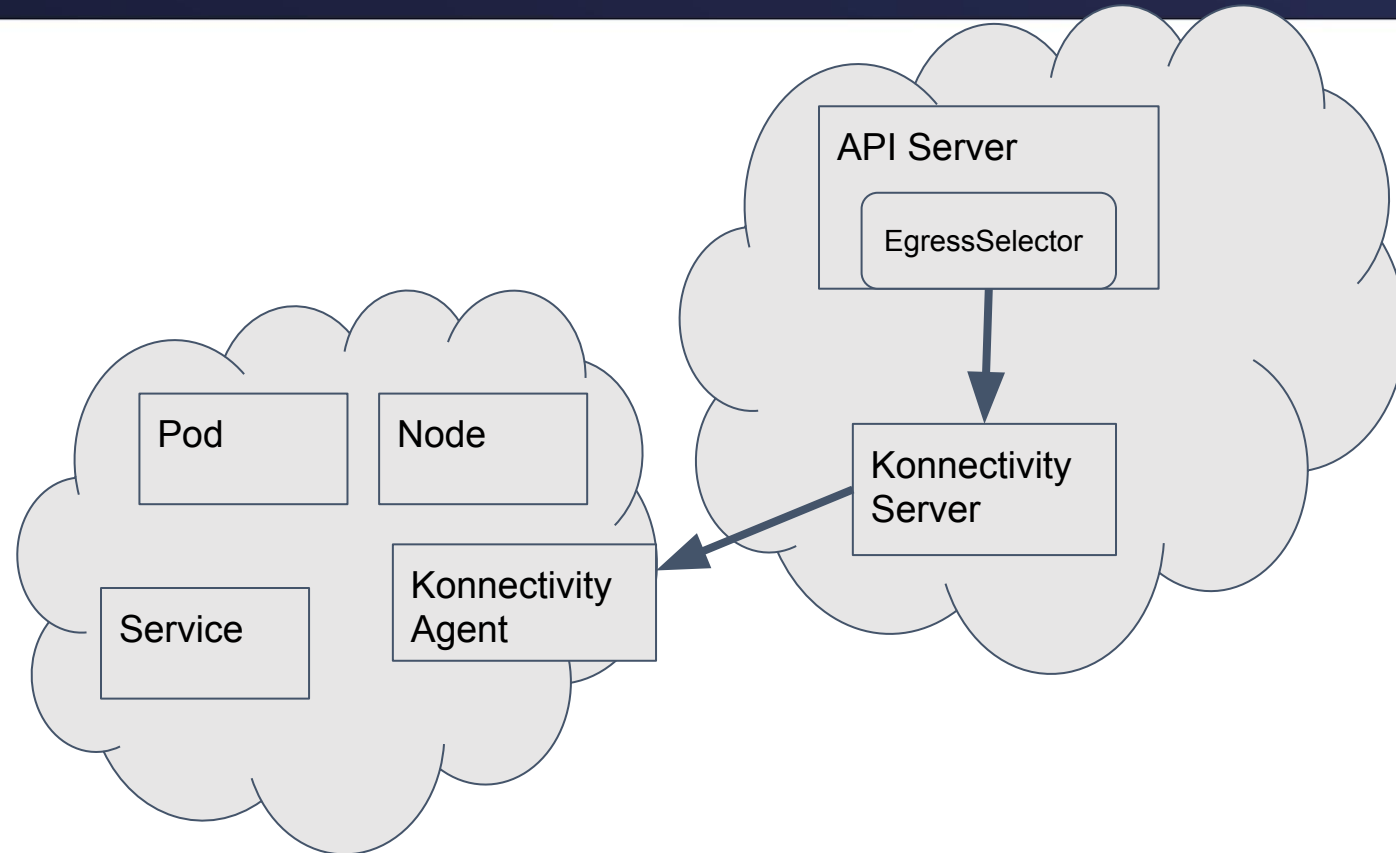 API Server
EgressSelector
Pod
Node
Konnectivity
Server
Konnectivity
Agent
Service